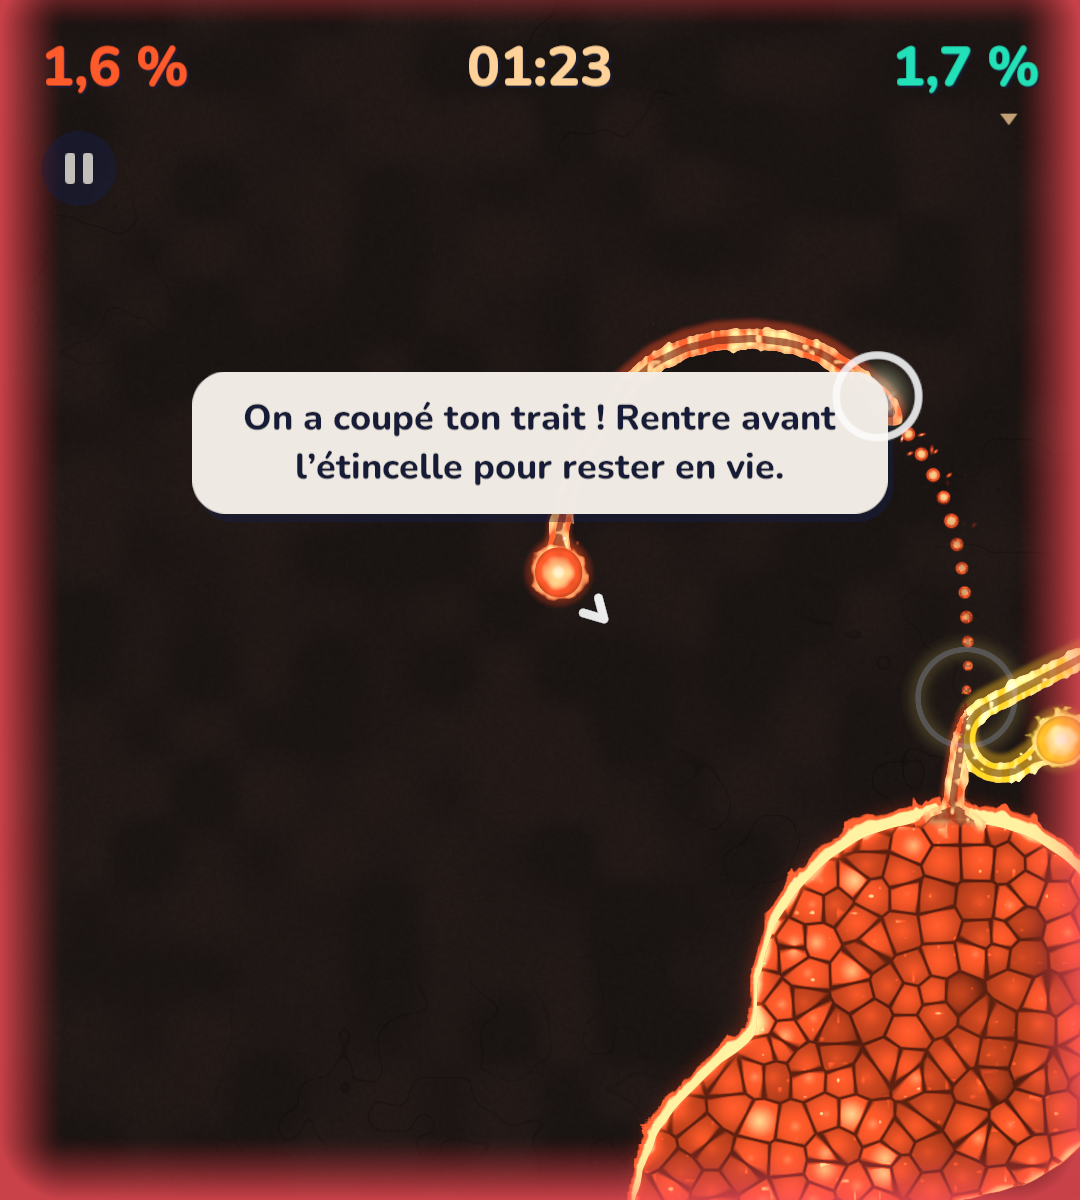 1,6 %
01:23
1,7 %
On a coupé ton trait ! Rentre avant
l’étincelle pour rester en vie.